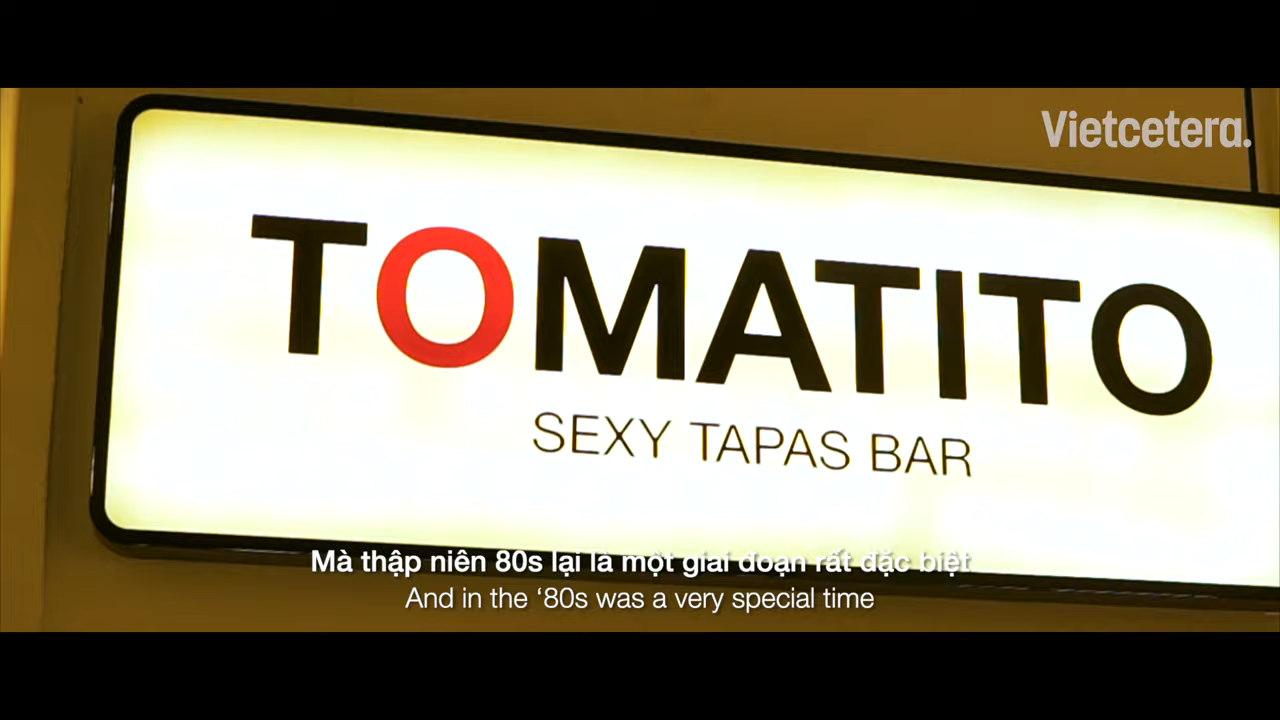 Vietcetera.
TOMATITO
SEXY TAPAS BAR
Mà thập niên 80s lại là một giai đoạn rất đặc biệt
And in the ‘80s was a very special time